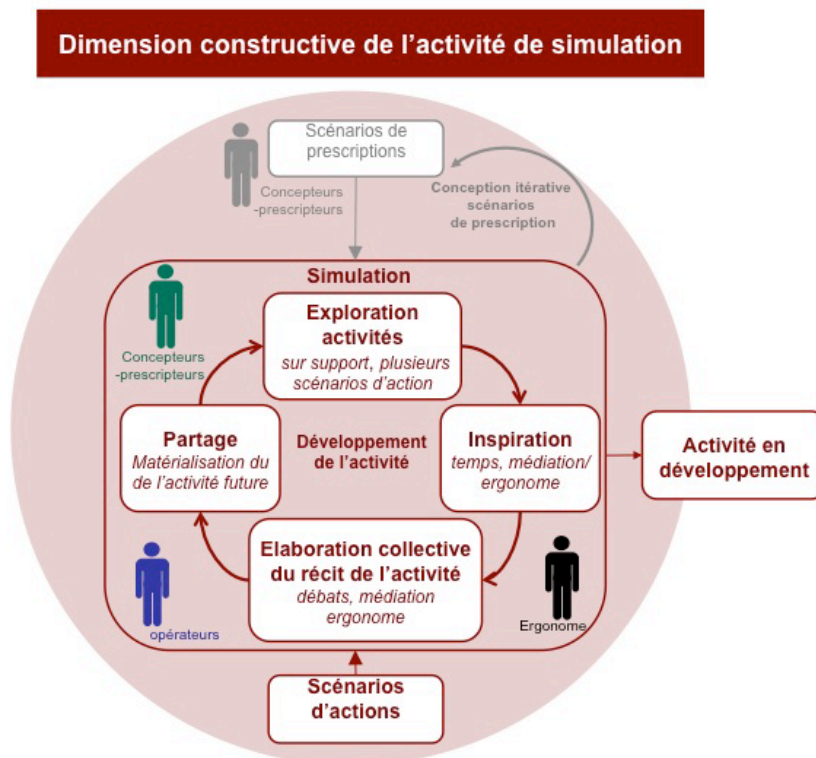 Dimension constructive de l'activité de simulation
Scénarios de
prescriptions
Concepteurs
-prescripteurs
Conception itérative
scénarios
de prescription
Simulation
Concepteurs
-prescripteurs
Exploration
activités
sur support, plusieurs
scénarios d'action
Partage
Matérialisation du
de l'activité future
Développement
de l'activité
Inspiration
temps, médiation/
ergonome
Activité en
développement
Elaboration collective
du récit de l'activité
débats, médiation
ergonome
opérateurs
Ergonome
Scénarios
d'actions